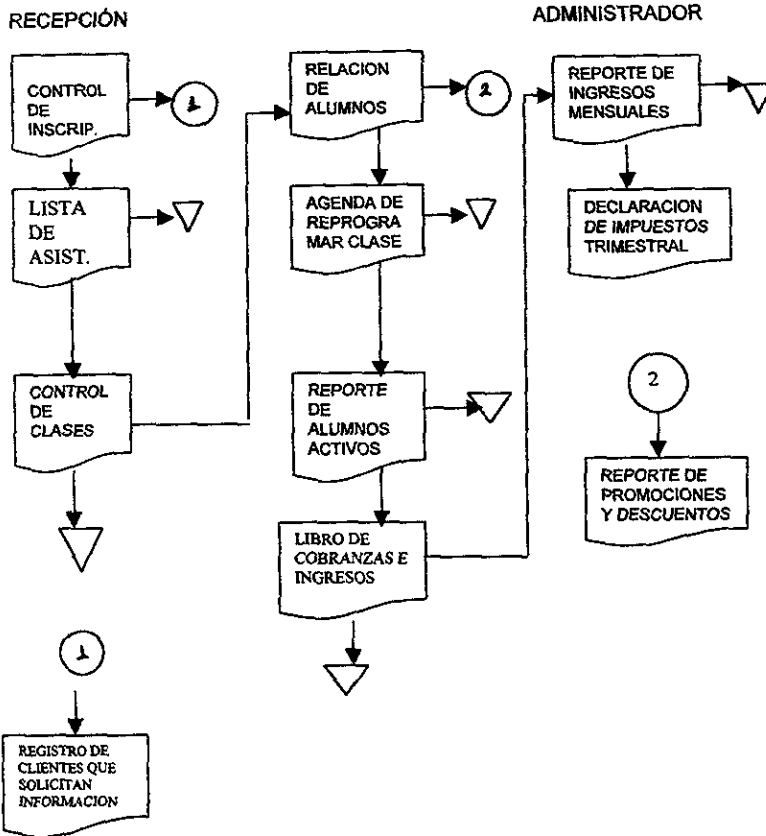 RECEPCIÓN
CONTROL
DE
INSCRIP.
1
LISTA
DE
ASIST.
CONTROL
DE
CLASES
1
REGISTRO DE
CLIENTES QUE
SOLICITAN
INFORMACION
RELACION
DE
ALUMNOS
2
AGENDA DE
REPROGRA
MAR CLASE
REPORTE
DE
ALUMNOS
ACTIVOS
LIBRO DE
COBRANZAS E
INGRESOS
ADMINISTRADOR
REPORTE DE
INGRESOS
MENSUALES
DECLARACION
DE IMPUESTOS
TRIMESTRAL
2
REPORTE DE
PROMOCIONES
Y DESCUENTOS